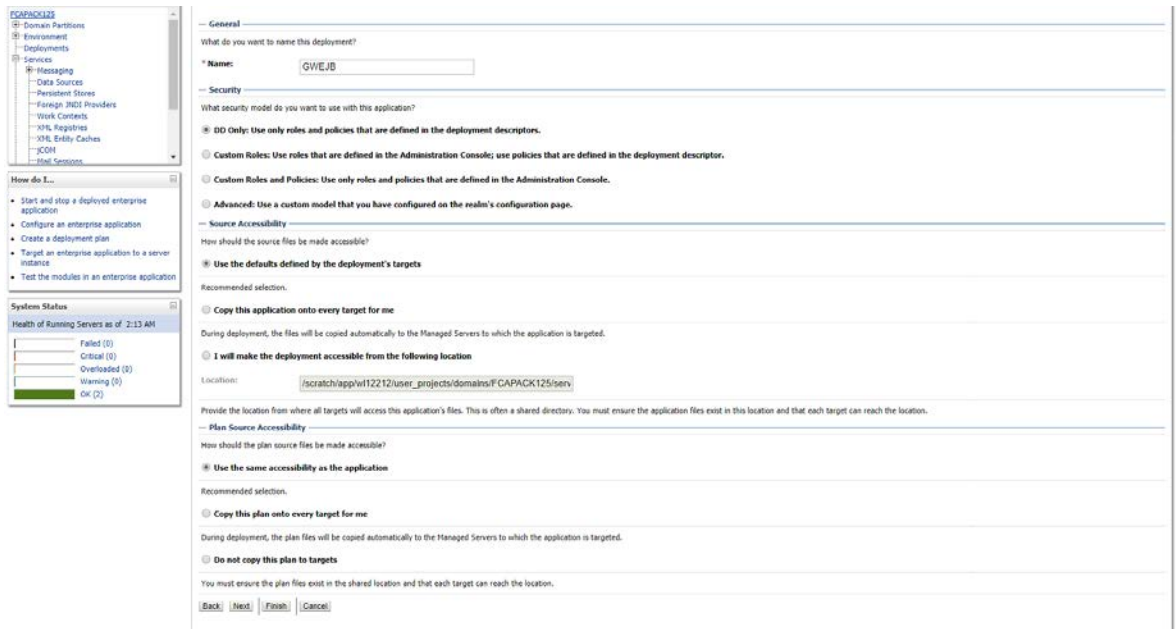 FCAPACK125
Domain Partitions
Environment
Deployments
Services
Messaging
Data Sources
Persistent Stores
Foreign JNDI Providers
Work Contexts
XML Registries
XML Entity Caches
jCOM
Mail Sessions
How do I...
Start and stop a deployed enterprise
application
Configure an enterprise application
Create a deployment plan
Target an enterprise application to a server
instance
Test the modules in an enterprise application
System Status
Health of Running Servers as of 2:13 AM
Failed (0)
Critical (0)
Overloaded (0)
Warning (0)
OK (2)
General
What do you want to name this deployment?
* Name: GWEJB
Security
What security model do you want to use with this application?
DD Only: Use only roles and policies that are defined in the deployment descriptors.
Custom Roles: Use roles that are defined in the Administration Console; use policies that are defined in the deployment descriptor.
Custom Roles and Policies: Use only roles and policies that are defined in the Administration Console.
Advanced: Use a custom model that you have configured on the realm's configuration page.
Source Accessibility
How should the source files be made accessible?
Use the defaults defined by the deployment's targets
Recommended selection.
Copy this application onto every target for me
During deployment, the files will be copied automatically to the Managed Servers to which the application is targeted.
I will make the deployment accessible from the following location
Location: /scratch/app/wl12212/user_projects/domains/FCAPACK125/serv
Provide the location from where all targets will access this application's files. This is often a shared directory. You must ensure the application files exist in this location and that each target can reach the location.
Plan Source Accessibility
How should the plan source files be made accessible?
Use the same accessibility as the application
Recommended selection.
Copy this plan onto every target for me
During deployment, the plan files will be copied automatically to the Managed Servers to which the application is targeted.
Do not copy this plan to targets
You must ensure the plan files exist in the shared location and that each target can reach the location.
Back Next Finish Cancel